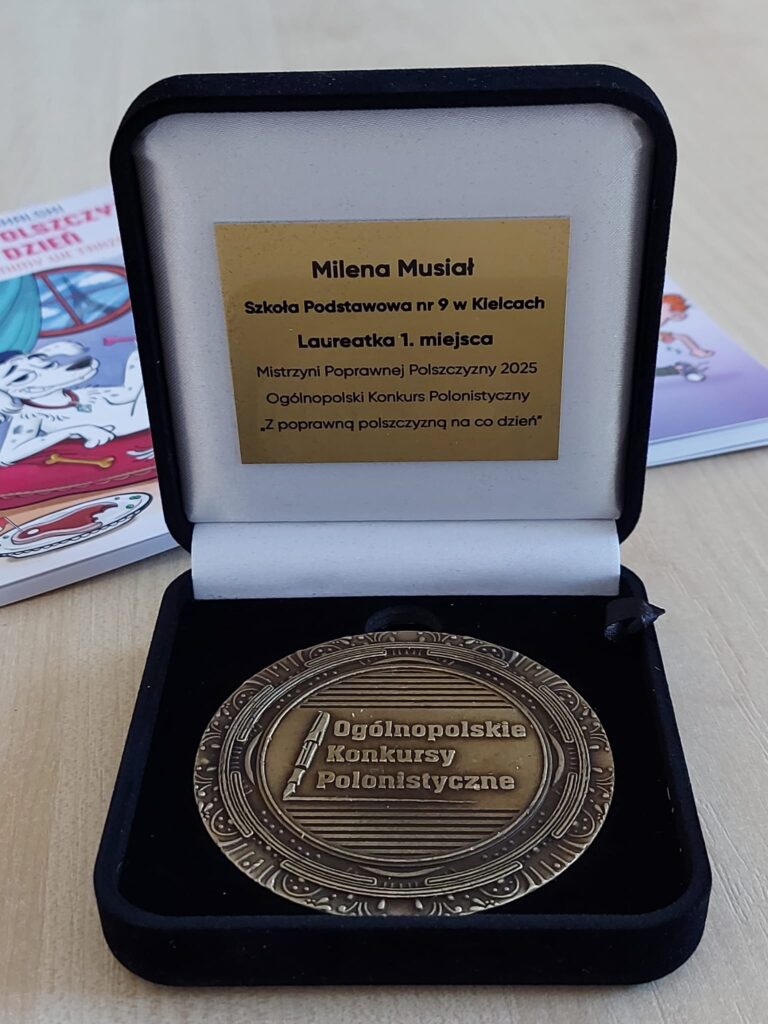 Milena Musiał
Szkoła Podstawowa nr 9 w Kielcach
Laureatka 1. miejsca
Mistrzyni Poprawnej Polszczyzny 2025
Ogólnopolski Konkurs Polonistyczny
„Z poprawną polszczyzną na co dzień”
DZIEŃ
Ogólnopolskie
Konkursy
Polonistyczne